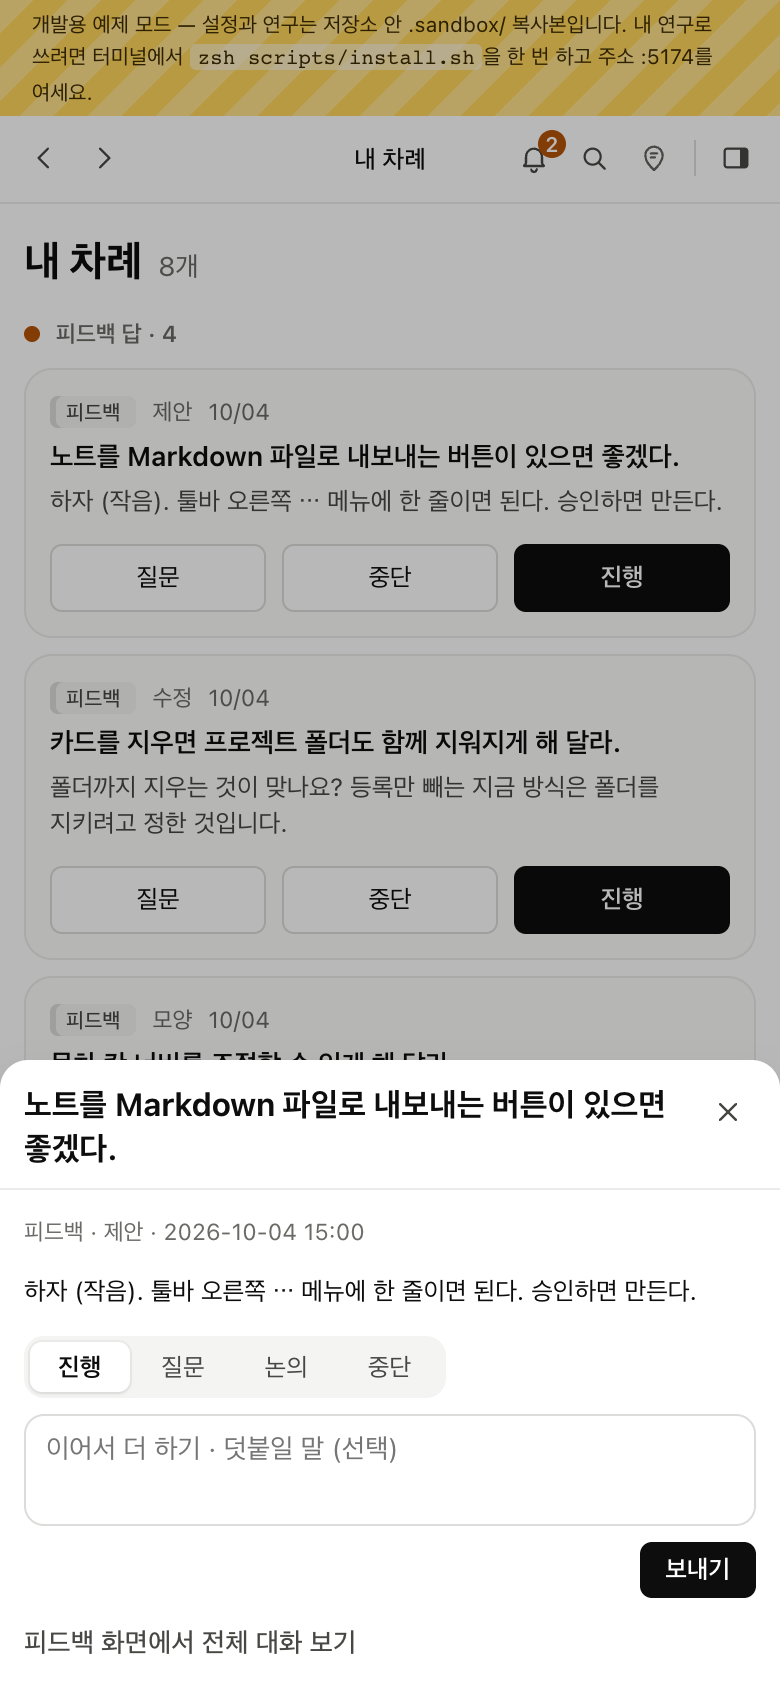 개발용 예제 모드 — 설정과 연구는 저장소 안 .sandbox/ 복사본입니다. 내 연구로
쓰려면 터미널에서 zsh scripts/install.sh 을 한 번 하고 주소 :5174를
여세요.
내 차례
2
내 차례 8개
피드백 답 · 4
피드백 제안 10/04
노트를 Markdown 파일로 내보내는 버튼이 있으면 좋겠다.
하자 (작음). 툴바 오른쪽 ⋯ 메뉴에 한 줄이면 된다. 승인하면 만든다.
질문 중단 진행
피드백 수정 10/04
카드를 지우면 프로젝트 폴더도 함께 지워지게 해 달라.
폴더까지 지우는 것이 맞나요? 등록만 빼는 지금 방식은 폴더를
지키려고 정한 것입니다.
질문 중단 진행
피드백 모양 10/04
노트를 Markdown 파일로 내보내는 버튼이 있으면
좋겠다.
피드백 · 제안 · 2026-10-04 15:00
하자 (작음). 툴바 오른쪽 ⋯ 메뉴에 한 줄이면 된다. 승인하면 만든다.
진행 질문 논의 중단
이어서 더 하기 · 덧붙일 말 (선택)
보내기
피드백 화면에서 전체 대화 보기